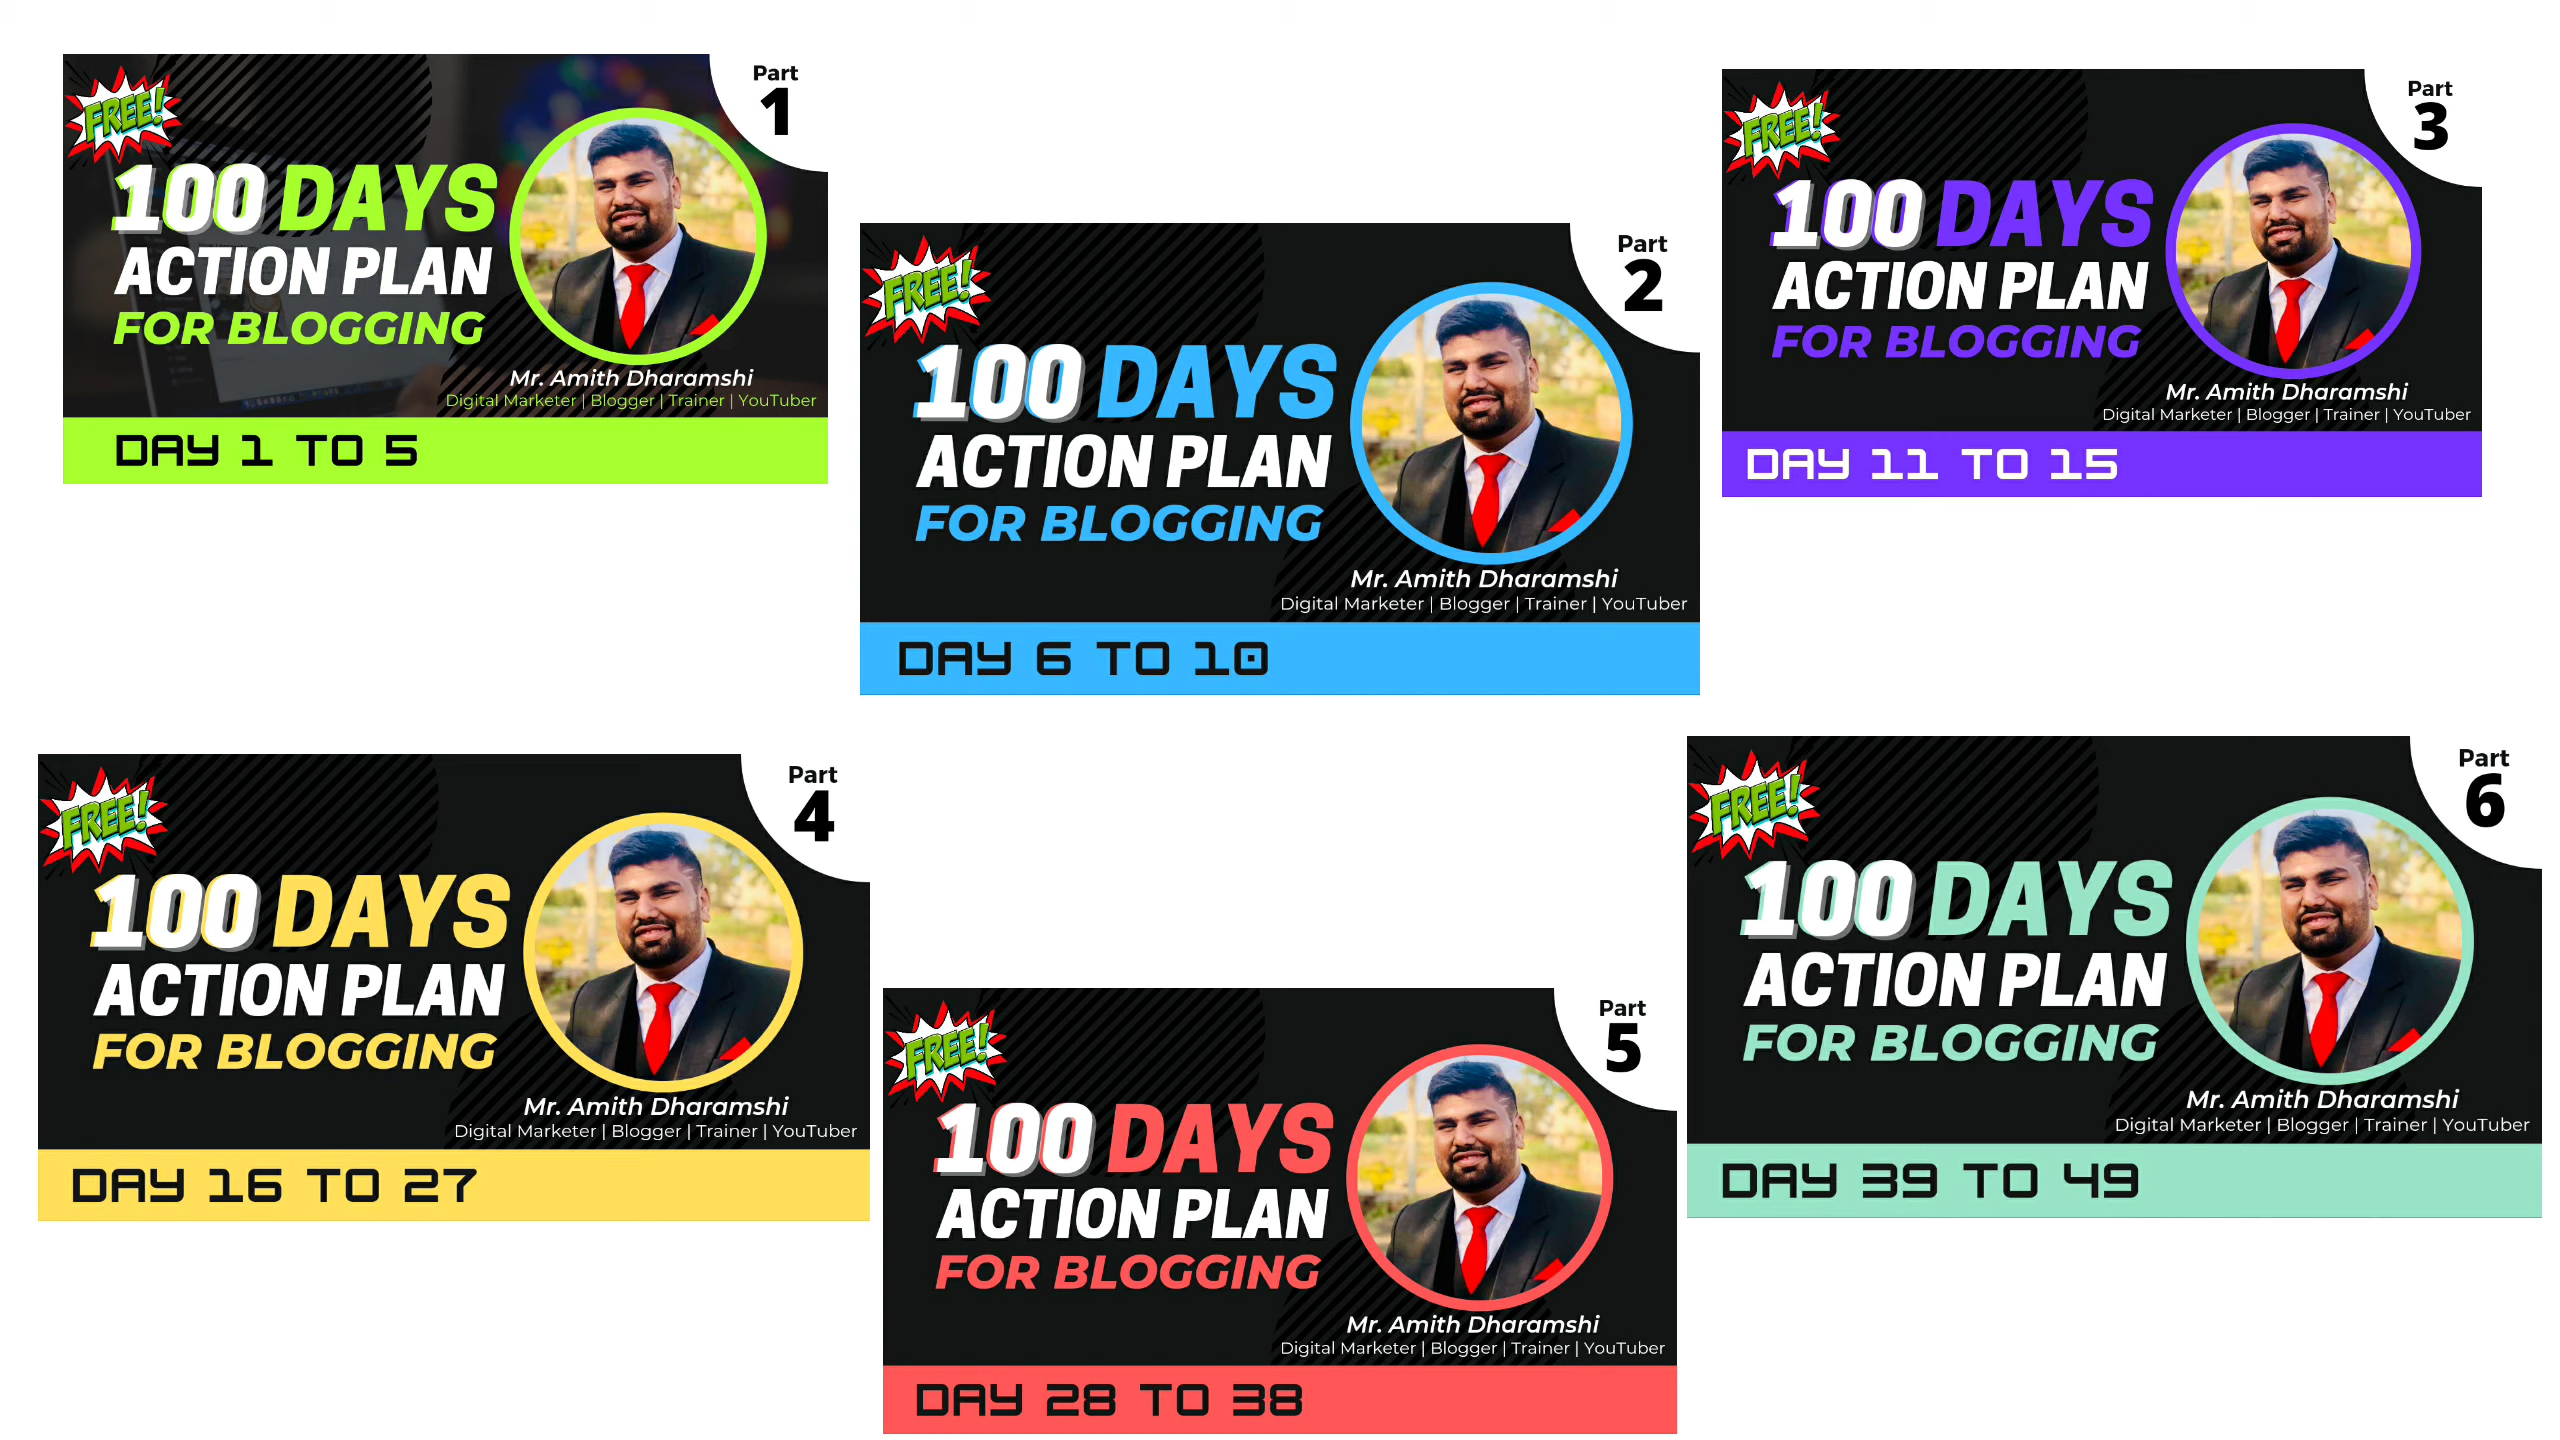 FREE!
Part
1
100 DAYS
ACTION PLAN
FOR BLOGGING
Mr. Amith Dharamshi
Digital Marketer | Blogger | Trainer | YouTuber
DAY 1 TO 5
FREE!
Part
2
100 DAYS
ACTION PLAN
FOR BLOGGING
Mr. Amith Dharamshi
Digital Marketer | Blogger | Trainer | YouTuber
DAY 6 TO 10
FREE!
Part
3
100 DAYS
ACTION PLAN
FOR BLOGGING
Mr. Amith Dharamshi
Digital Marketer | Blogger | Trainer | YouTuber
DAY 11 TO 15
FREE!
Part
4
100 DAYS
ACTION PLAN
FOR BLOGGING
Mr. Amith Dharamshi
Digital Marketer | Blogger | Trainer | YouTuber
DAY 16 TO 27
FREE!
Part
5
100 DAYS
ACTION PLAN
FOR BLOGGING
Mr. Amith Dharamshi
Digital Marketer | Blogger | Trainer | YouTuber
DAY 28 TO 38
FREE!
Part
6
100 DAYS
ACTION PLAN
FOR BLOGGING
Mr. Amith Dharamshi
Digital Marketer | Blogger | Trainer | YouTuber
DAY 39 TO 49